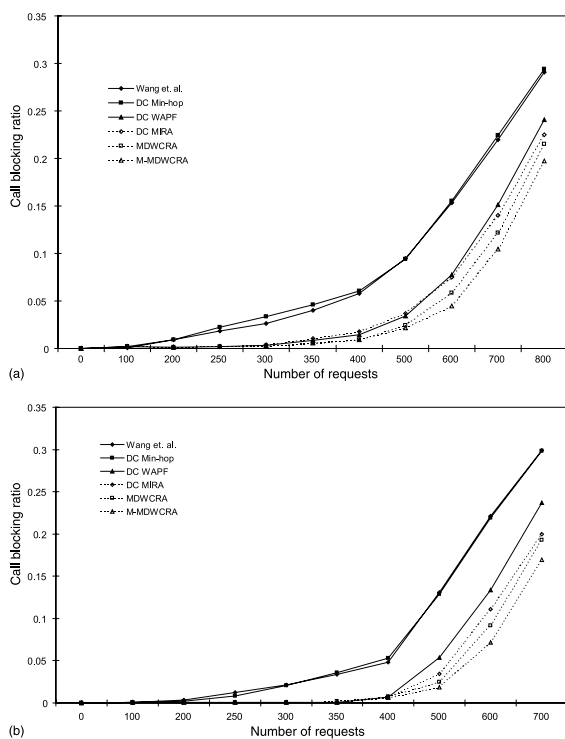 0.35
0.3
0.25
0.2
0.15
0.1
0.05
0
Call blocking ratio
Wang et. al.
DC Min-hop
DC WAPF
DC MIRA
MDWCRA
M-MDWCRA
0 100 200 250 300 350 400 500 600 700 800
(a) Number of requests
0.35
0.3
0.25
0.2
0.15
0.1
0.05
0
Call blocking ratio
Wang et. al.
DC Min-hop
DC WAPF
DC MIRA
MDWCRA
M-MDWCRA
0 100 200 250 300 350 400 500 600 700
(b) Number of requests